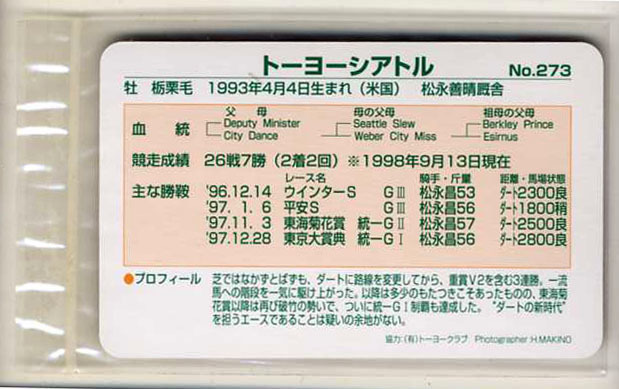 トーヨーシアトル No.273
牡 栃栗毛 1993年4月4日生まれ（米国） 松永善晴厩舎
父 母 母の父母 祖母の父母
血統 Deputy Minister Seattle Slew Berkley Prince
City Dance Weber City Miss Esirnus
競走成績 26戦7勝（2着2回）※1998年9月13日現在
レース名 騎手・斤量 距離・馬場状態
主な勝鞍 '96.12.14 ウインターS GⅢ 松永昌53 ダート2300良
'97. 1. 6 平安S GⅢ 松永昌56 ダート1800稍
'97.11. 3 東海菊花賞 統一GⅡ 松永昌57 ダート2500良
'97.12.28 東京大賞典 統一GⅠ 松永昌56 ダート2800良
●プロフィール 芝ではなかずとばずも、ダートに路線を変更してから、重賞V2を含む3連勝。一流
馬への階段を一気に駆け上がった。以降は多少のもたつきこそあったものの、東海菊
花賞以降は再び破竹の勢いで、ついに統一GⅠ制覇も達成した。“ダートの新時代”
を担うエースであることは疑いの余地がない。
協力:(有)トーヨークラブ Photographer:H.MAKINO